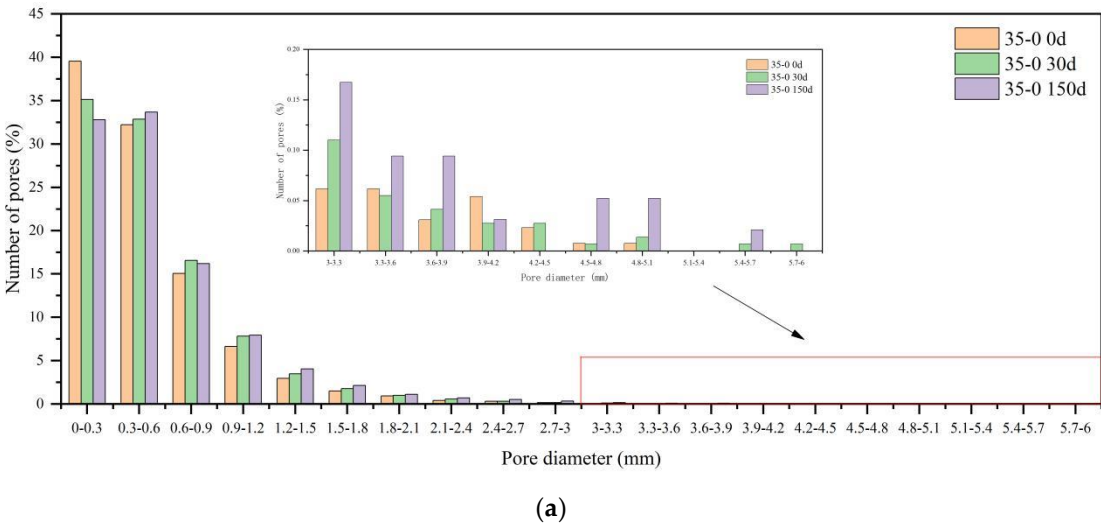 45
40
35
30
25
20
15
10
5
0
Number of pores (%)
35-0 0d
35-0 30d
35-0 150d
0.20
0.15
0.10
0.05
0.00
Number of pores (%)
35-0 0d
35-0 30d
35-0 150d
3-3.3 3.3-3.6 3.6-3.9 3.9-4.2 4.2-4.5 4.5-4.8 4.8-5.1 5.1-5.4 5.4-5.7 5.7-6
Pore diameter (mm)
0-0.3 0.3-0.6 0.6-0.9 0.9-1.2 1.2-1.5 1.5-1.8 1.8-2.1 2.1-2.4 2.4-2.7 2.7-3 3-3.3 3.3-3.6 3.6-3.9 3.9-4.2 4.2-4.5 4.5-4.8 4.8-5.1 5.1-5.4 5.4-5.7 5.7-6
Pore diameter (mm)
(a)